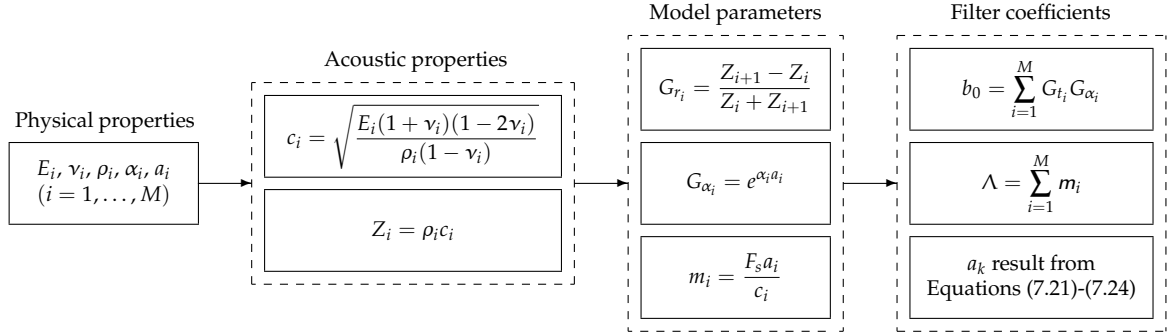 Physical properties
E_i, ν_i, ρ_i, α_i, a_i
(i = 1, . . . , M)
Acoustic properties
c_i = √(E_i(1 + ν_i)(1 - 2ν_i) / ρ_i(1 − ν_i))
Z_i = ρ_i c_i
Model parameters
G_{r_i} = (Z_{i+1} − Z_i) / (Z_i + Z_{i+1})
G_{α_i} = e^{α_i a_i}
m_i = F_s a_i / c_i
Filter coefficients
b_0 = ∑_{i=1}^{M} G_{t_i} G_{α_i}
Λ = ∑_{i=1}^{M} m_i
a_k result from
Equations (7.21)-(7.24)